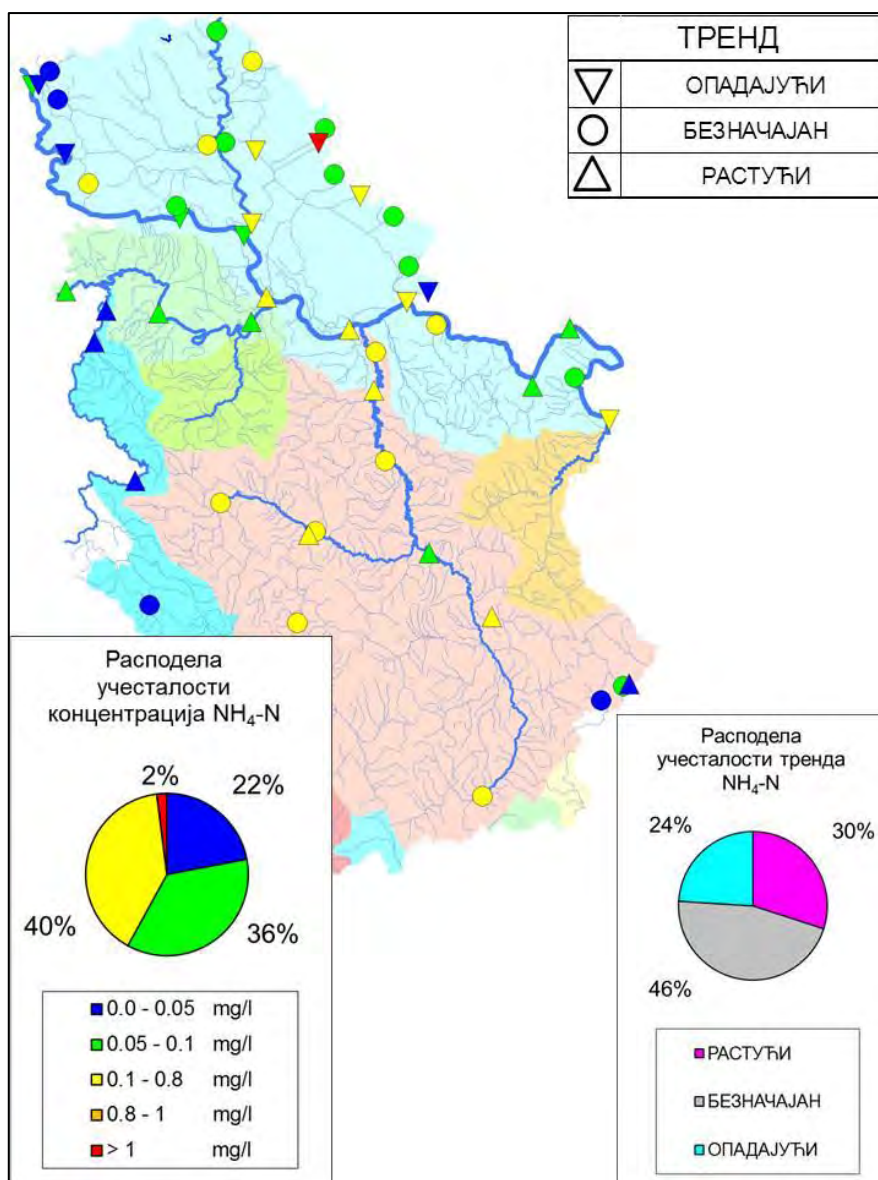 ТРЕНД
ОПАДАЈУЋИ
БЕЗНАЧАЈАН
РАСТУЋИ
Расподела
учесталости
концентрација NH₄-N
2%
22%
40%
36%
0.0 - 0.05 mg/l
0.05 - 0.1 mg/l
0.1 - 0.8 mg/l
0.8 - 1 mg/l
> 1 mg/l
Расподела
учесталости тренда
NH₄-N
24%
30%
46%
РАСТУЋИ
БЕЗНАЧАЈАН
ОПАДАЈУЋИ